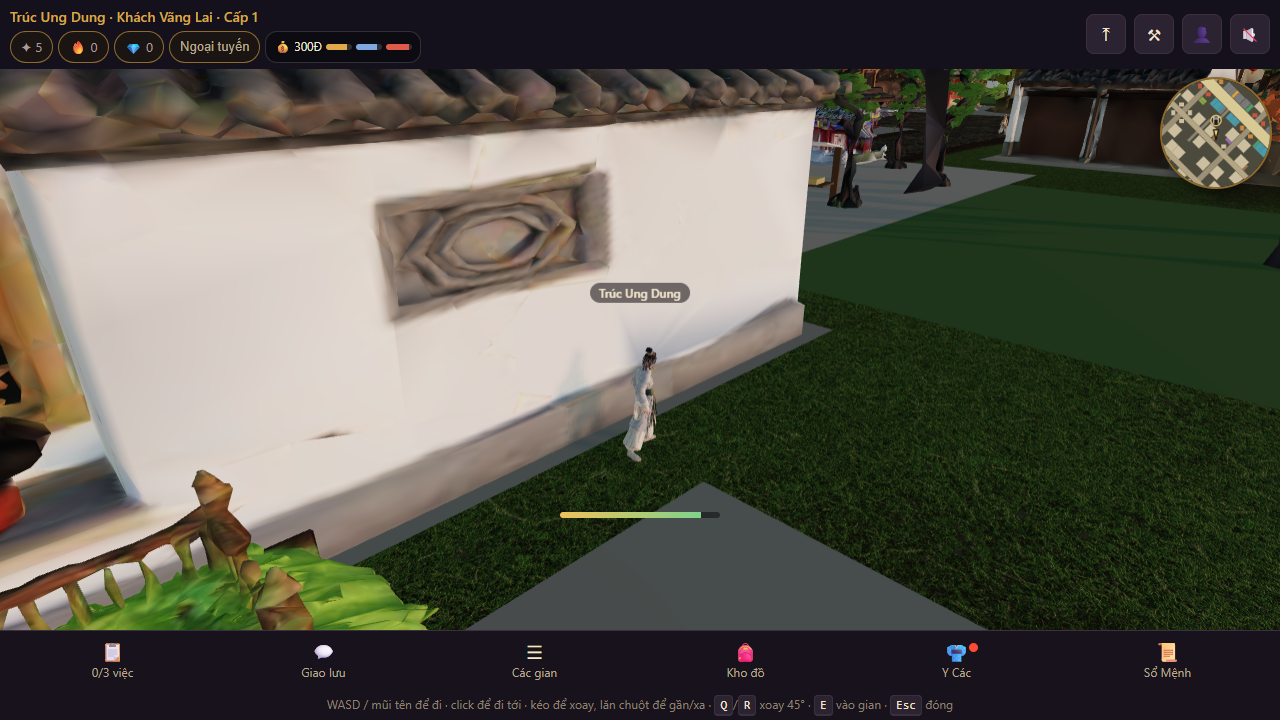 Trúc Ung Dung · Khách Vãng Lai · Cấp 1
5 0 0 Ngoại tuyến 300Đ
Trúc Ung Dung
0/3 việc Giao lưu Các gian Kho đồ Y Các Sổ Mệnh
WASD / mũi tên để đi · click để đi tới · kéo để xoay, lăn chuột để gần/xa · Q / R xoay 45° · E vào gian · Esc đóng